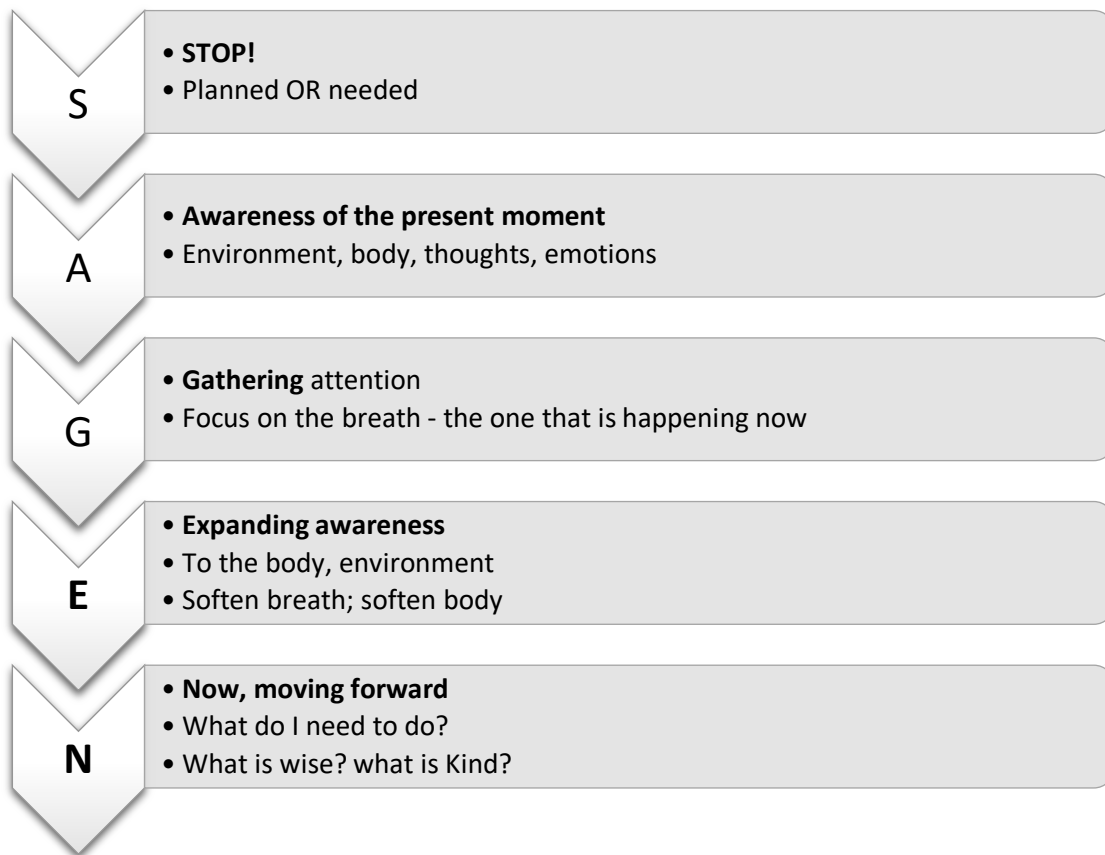 S
• STOP!
• Planned OR needed
A
• Awareness of the present moment
• Environment, body, thoughts, emotions
G
• Gathering attention
• Focus on the breath - the one that is happening now
E
• Expanding awareness
• To the body, environment
• Soften breath; soften body
N
• Now, moving forward
• What do I need to do?
• What is wise? what is Kind?